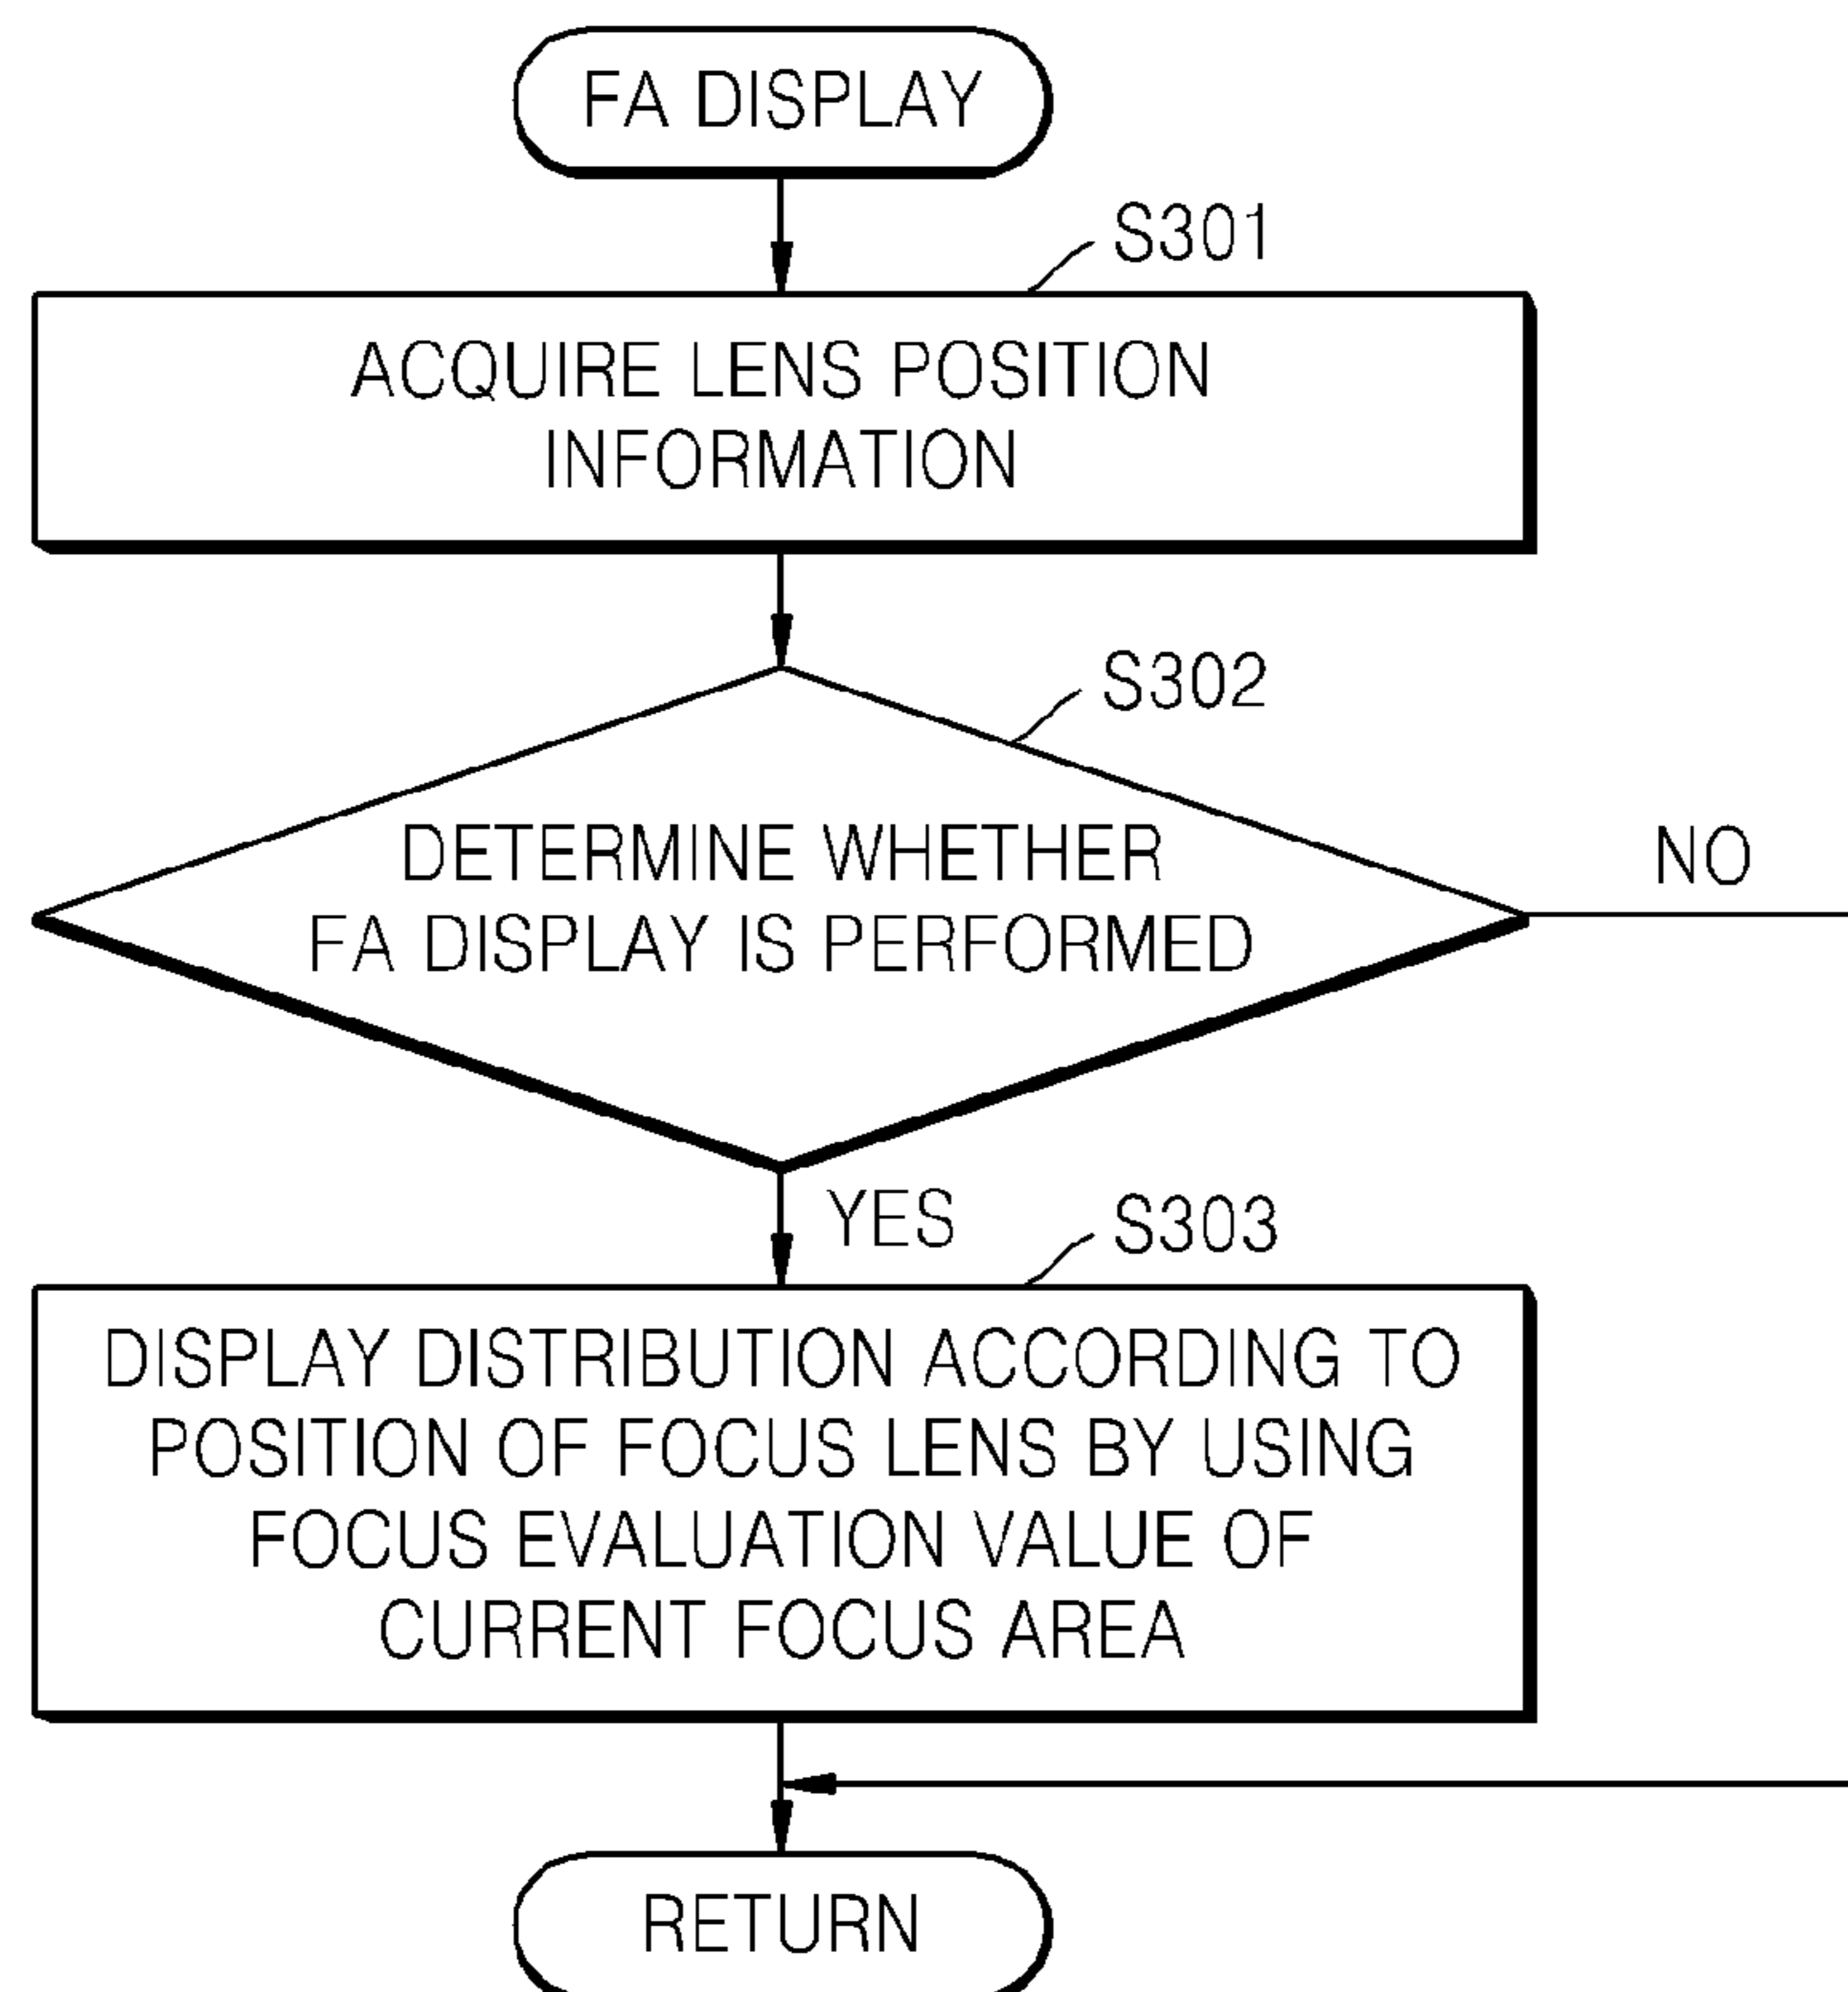 FA DISPLAY
S301
ACQUIRE LENS POSITION
INFORMATION
S302
DETERMINE WHETHER
FA DISPLAY IS PERFORMED
NO
YES
S303
DISPLAY DISTRIBUTION ACCORDING TO
POSITION OF FOCUS LENS BY USING
FOCUS EVALUATION VALUE OF
CURRENT FOCUS AREA
RETURN